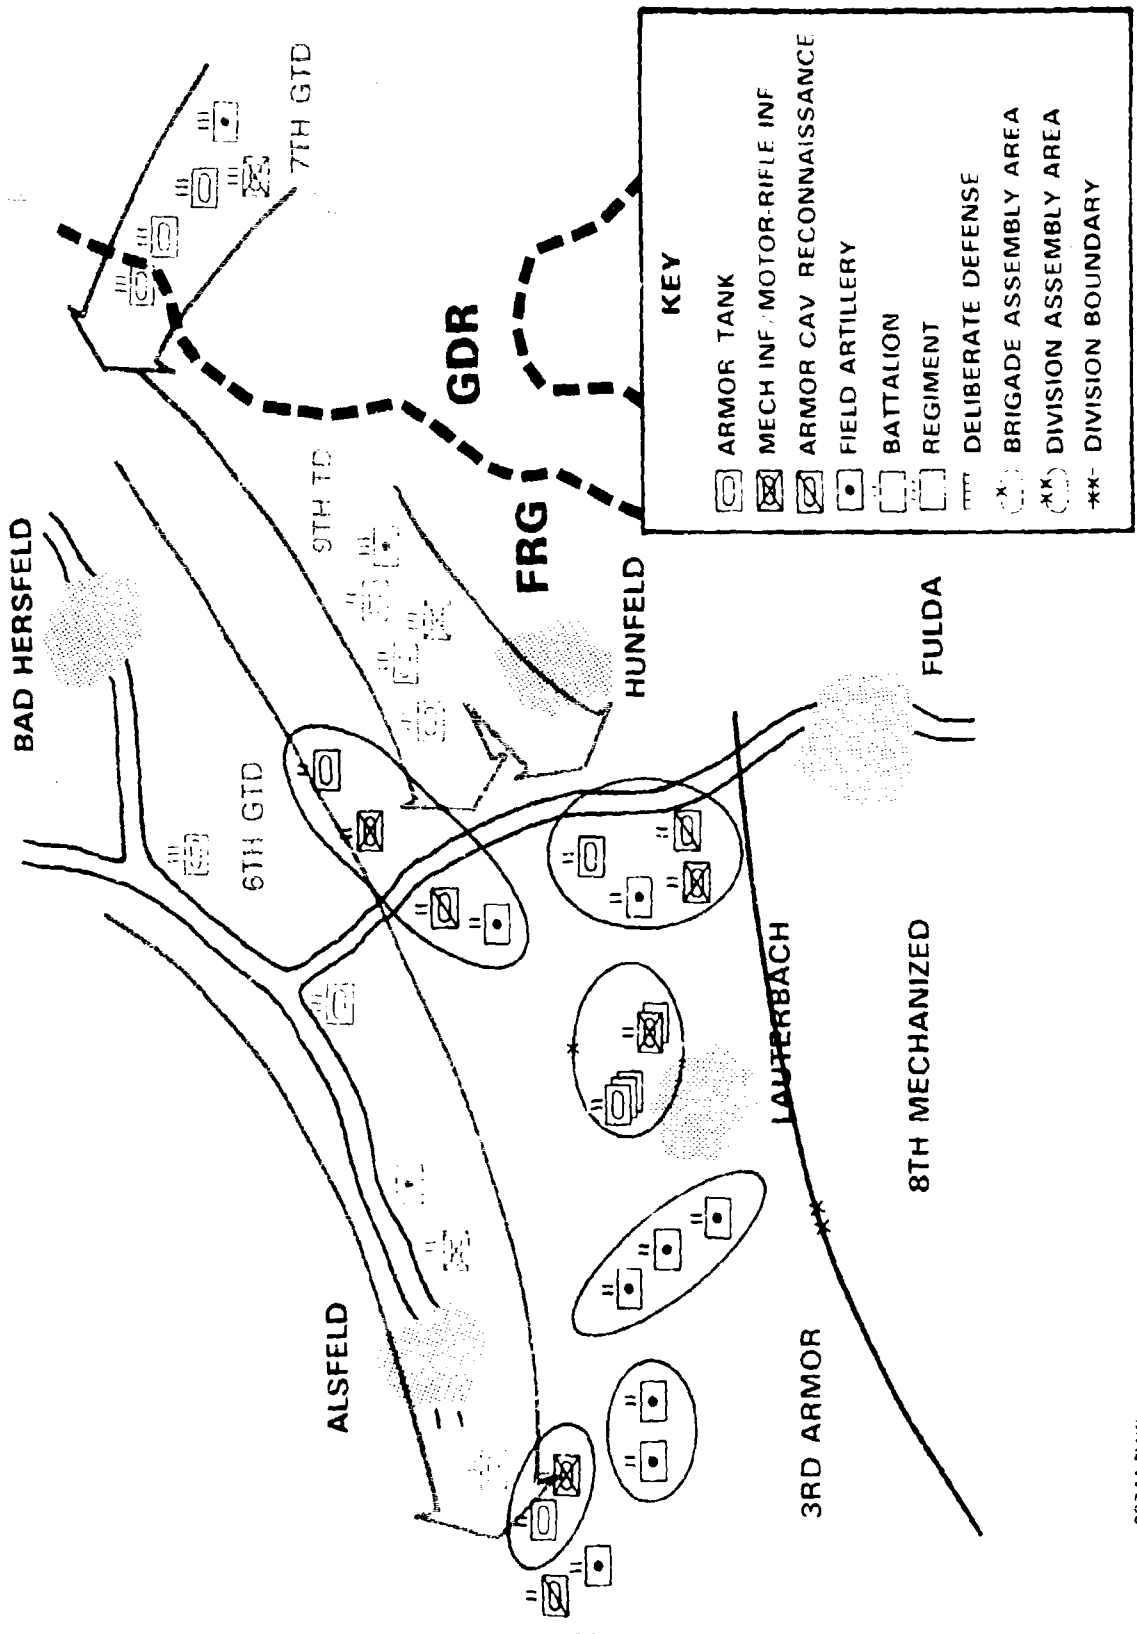 BAD HERSFELD
7TH GTD
GDR
9TH TD
FRG
HUNFELD
FULDA
6TH GTD
ALSFELD
LAUTERBACH
3RD ARMOR
8TH MECHANIZED
KEY
ARMOR TANK
MECH INF/MOTOR-RIFLE INF
ARMOR CAV RECONNAISSANCE
FIELD ARTILLERY
BATTALION
REGIMENT
DELIBERATE DEFENSE
BRIGADE ASSEMBLY AREA
DIVISION ASSEMBLY AREA
DIVISION BOUNDARY